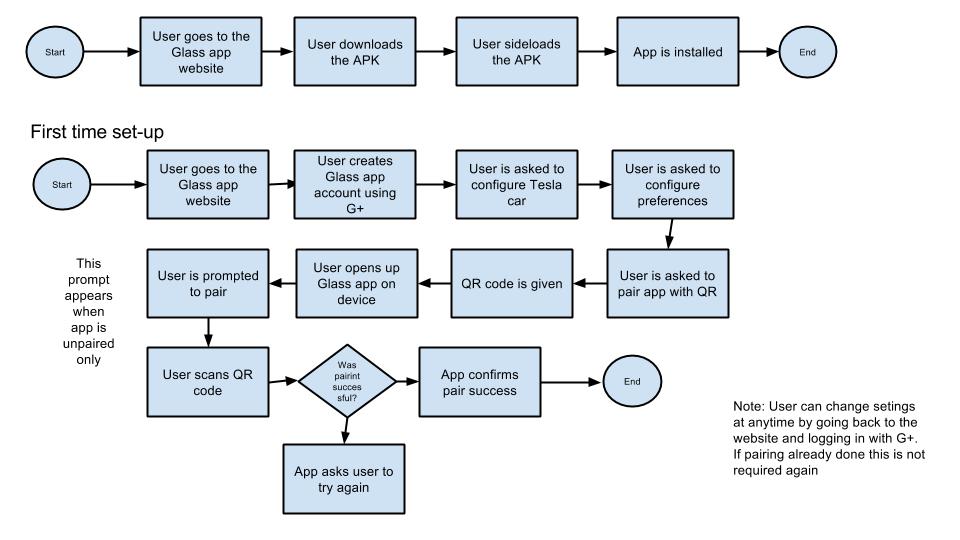 Start
User goes to the
Glass app
website
User downloads
the APK
User sideloads
the APK
App is installed
End
First time set-up
Start
User goes to the
Glass app
website
User creates
Glass app
account using
G+
User is asked to
configure Tesla
car
User is asked to
configure
preferences
This
prompt
appears
when
app is
unpaired
only
User is prompted
to pair
User opens up
Glass app on
device
QR code is given
User is asked to
pair app with QR
User scans QR
code
Was
pairint
succes
sful?
App confirms
pair success
End
App asks user to
try again
Note: User can change setings
at anytime by going back to the
website and logging in with G+.
If pairing already done this is not
required again